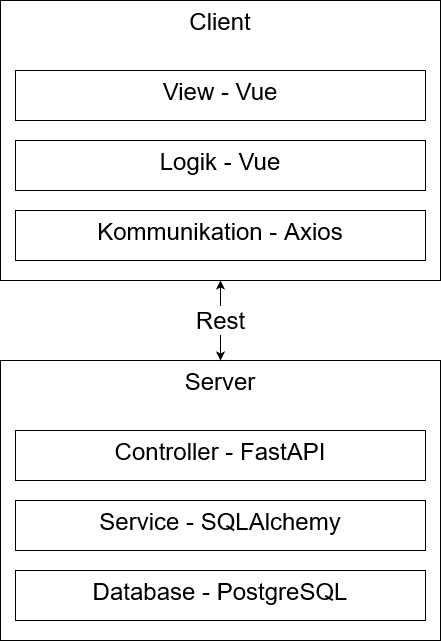 Client
View - Vue
Logik - Vue
Kommunikation - Axios
Rest
Server
Controller - FastAPI
Service - SQLAlchemy
Database - PostgreSQL